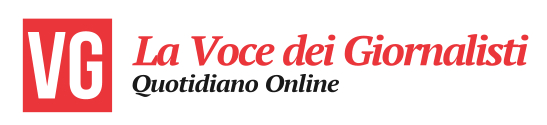 VG
La Voce dei Giornalisti
Quotidiano Online